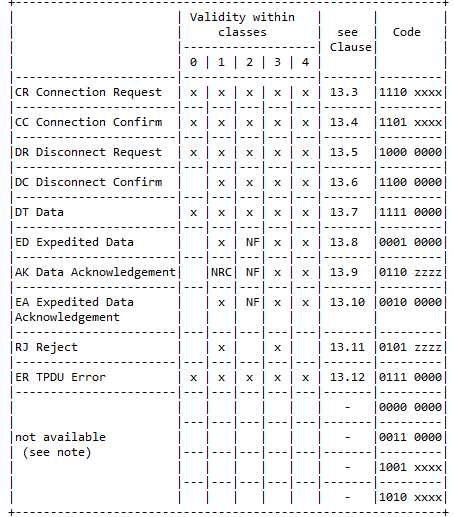 Validity within
classes see Code
Clause
0 1 2 3 4
CR Connection Request x x x x x 13.3 1110 xxxx
CC Connection Confirm x x x x x 13.4 1101 xxxx
DR Disconnect Request x x x x x 13.5 1000 0000
DC Disconnect Confirm x x x x 13.6 1100 0000
DT Data x x x x x 13.7 1111 0000
ED Expedited Data x NF x x 13.8 0001 0000
AK Data Acknowledgement NRC NF x x 13.9 0110 zzzz
EA Expedited Data x NF x x 13.10 0010 0000
Acknowledgement
RJ Reject x x 13.11 0101 zzzz
ER TPDU Error x x x x x 13.12 0111 0000
- 0000 0000
not available - 0011 0000
(see note)
- 1001 xxxx
- 1010 xxxx